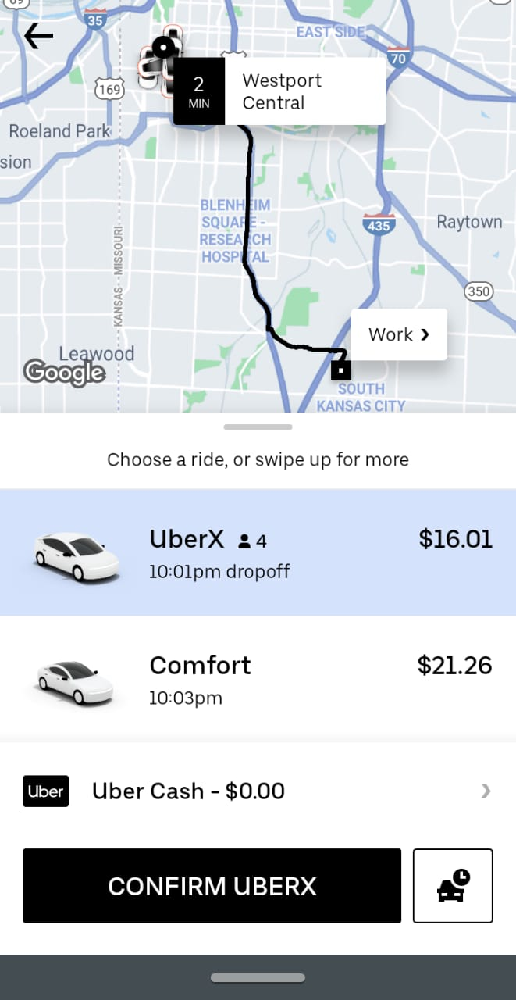 69
35
EAST SIDE
70
169
2
MIN
Westport
Central
Roeland Park
sion
BLENHEIM
SQUARE -
RESEARCH
HOSPITAL
435
Raytown
KANSAS
MISSOURI
350
Work ❯
Leawood
Google
SOUTH
KANSAS CITY
Choose a ride, or swipe up for more
UberX 4 $16.01
10:01pm dropoff
Comfort $21.26
10:03pm
Uber Uber Cash - $0.00
CONFIRM UBERX